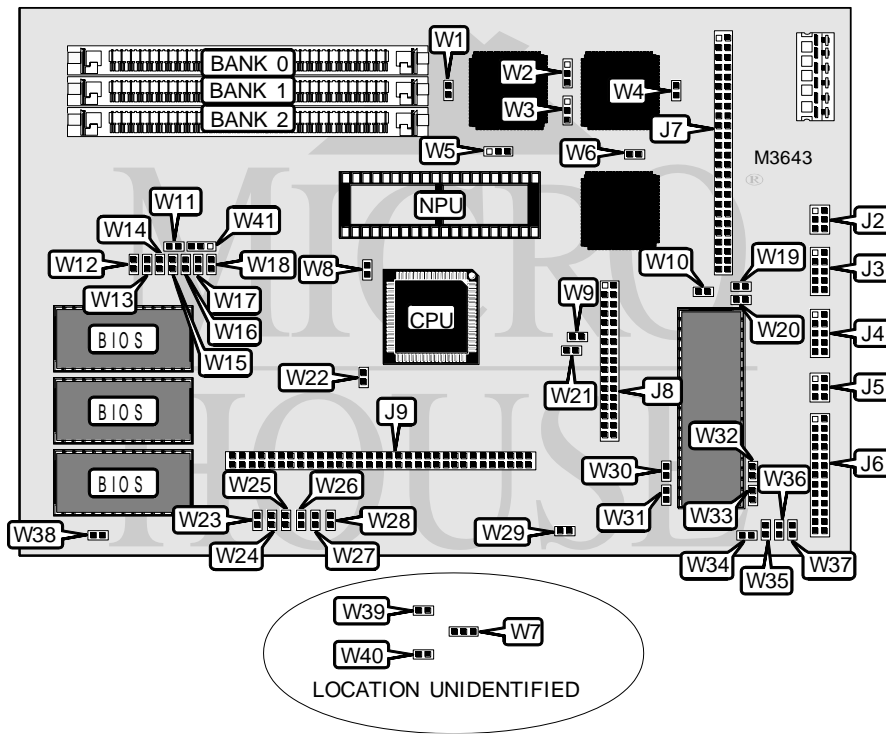 W1
BANK 0
BANK 1
BANK 2
W2
W3
W4
J7
W5
W6
M3643
MICRO
®
HOUSE
NPU
J2
W11
W41
W14
W12
W18
W8
W13
W17
W16
W15
W10
W19
J3
W20
W9
J4
CPU
BIOS
W21
W22
J8
J5
BIOS
J9
W32
J6
W30
W36
BIOS
W25
W26
W23
W28
W31
W33
W38
W24
W27
W29
W34
W35
W37
W39
W7
W40
LOCATION UNIDENTIFIED